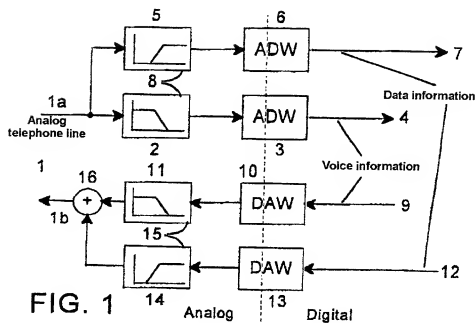 5
6
ADW
7
1a
8
Data information
Analog
telephone line
ADW
4
2
3
Voice information
1
16
11
10
+
DAW
9
1b
15
DAW
12
14
13
FIG. 1
Analog
Digital